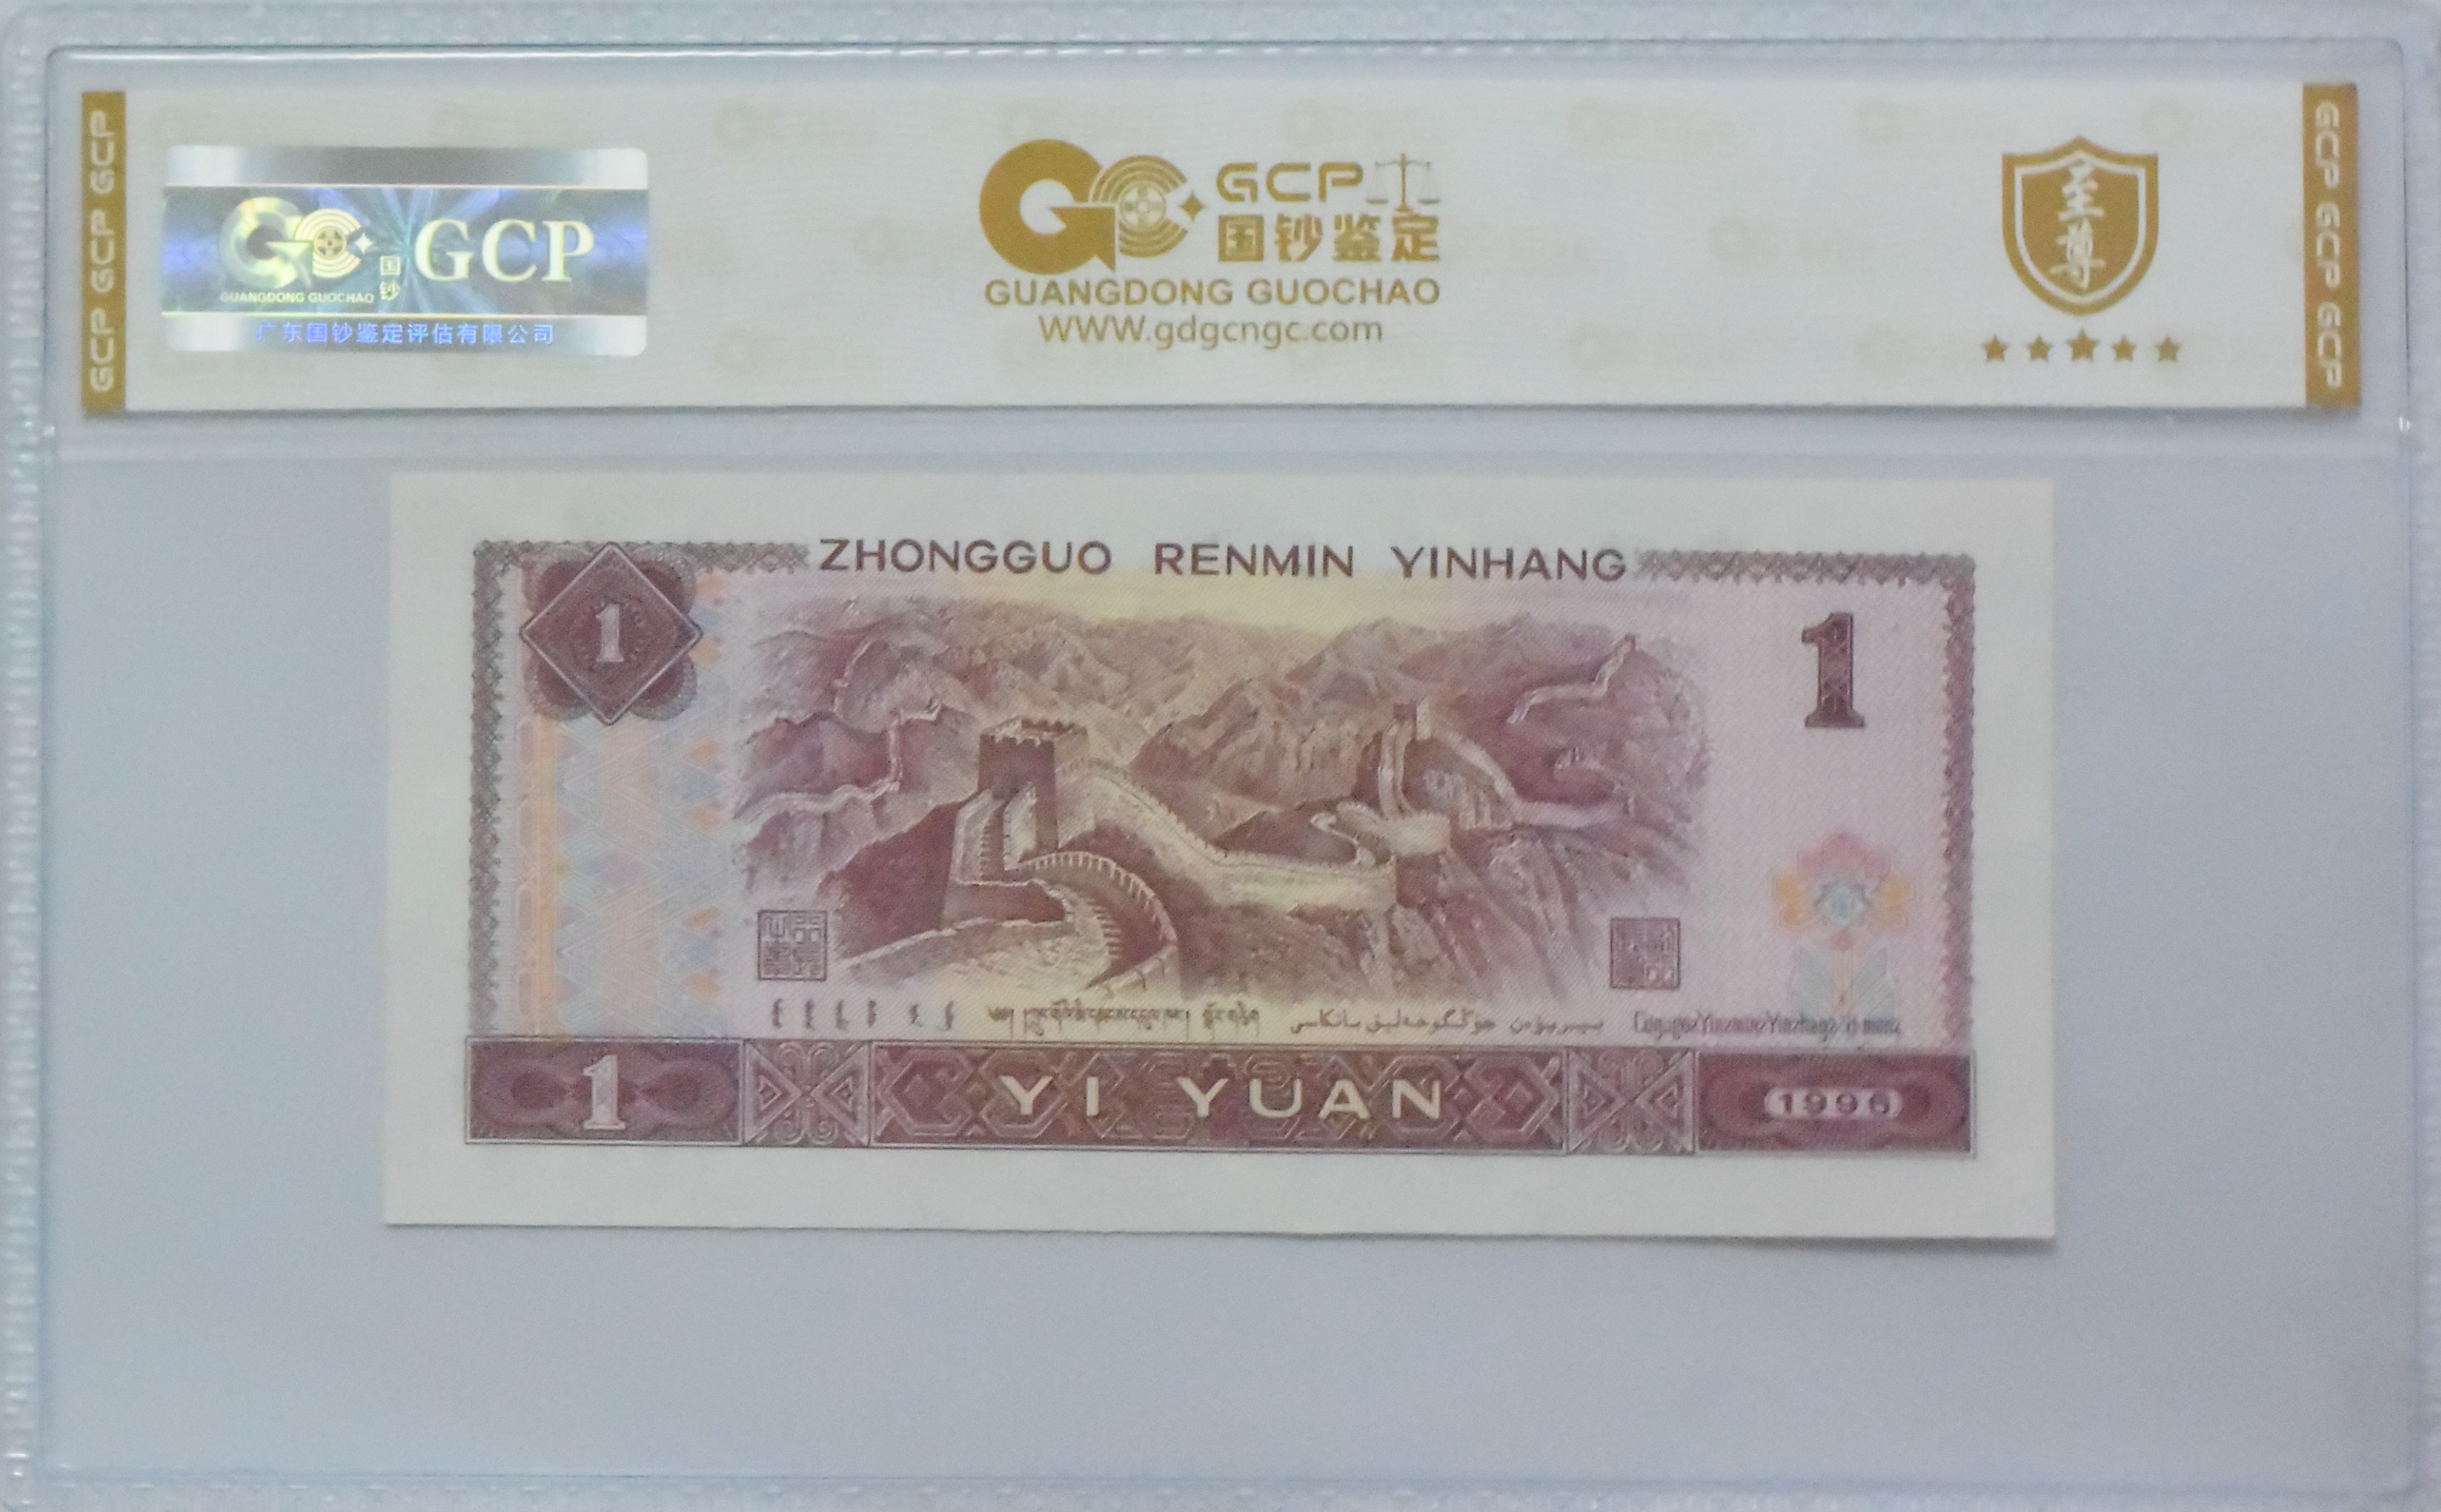 GCP GCP GCP
国钞 GCP
GUANGDONG GUOCHAO
广东国钞鉴定评估有限公司
GCP
国钞鉴定
GUANGDONG GUOCHAO
WWW.gdgcngc.com
至尊
GCP GCP GCP
ZHONGGUO RENMIN YINHANG
1
1
1
YI YUAN
1996